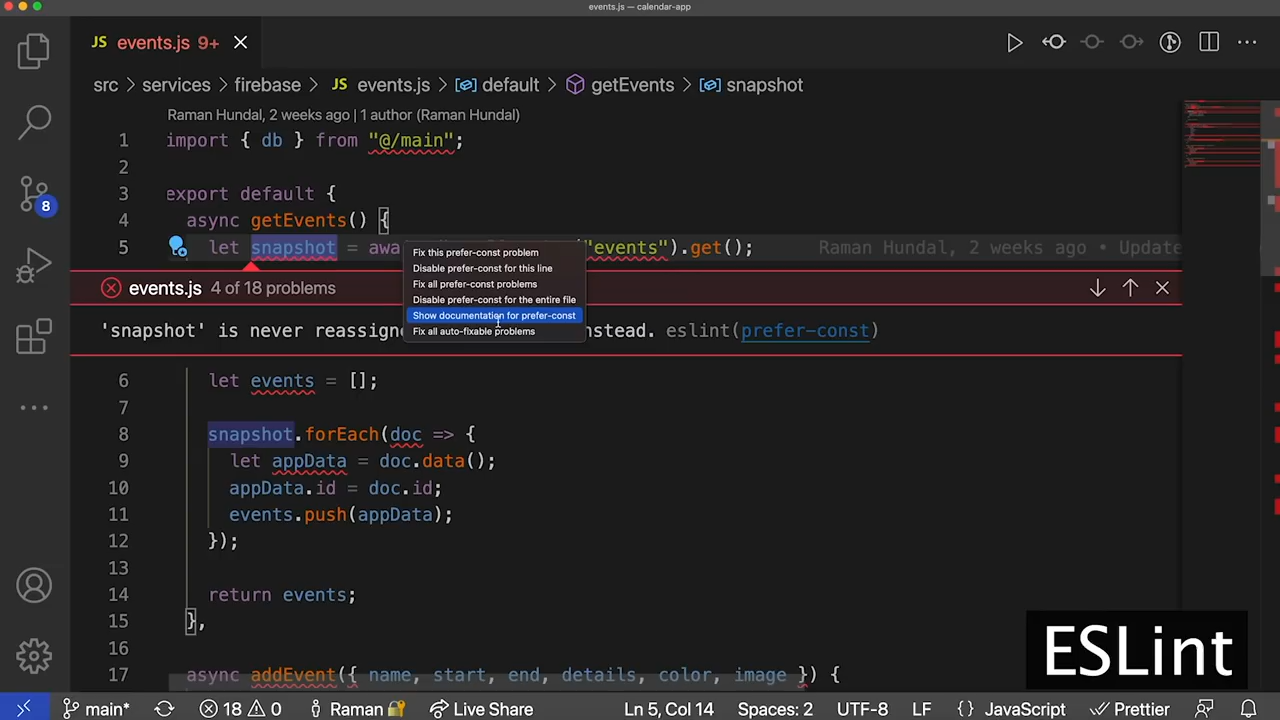 events.js — calendar-app
JS events.js 9+
src > services > firebase > JS events.js > default > getEvents > snapshot
Raman Hundal, 2 weeks ago | 1 author (Raman Hundal)
1 import { db } from "@/main";
2
3 export default {
4 async getEvents() {
5 let snapshot = awa "events").get(); Raman Hundal, 2 weeks ago • Update
Fix this prefer-const problem
Disable prefer-const for this line
Fix all prefer-const problems
Disable prefer-const for the entire file
Show documentation for prefer-const
Fix all auto-fixable problems
events.js 4 of 18 problems
'snapshot' is never reassigne nstead. eslint(prefer-const)
6 let events = [];
7
8 snapshot.forEach(doc => {
9 let appData = doc.data();
10 appData.id = doc.id;
11 events.push(appData);
12 });
13
14 return events;
15 },
16
17 async addEvent({ name, start, end, details, color, image }) {
8
ESLint
main* 18 0 Raman Live Share Ln 5, Col 14 Spaces: 2 UTF-8 LF {} JavaScript Prettier